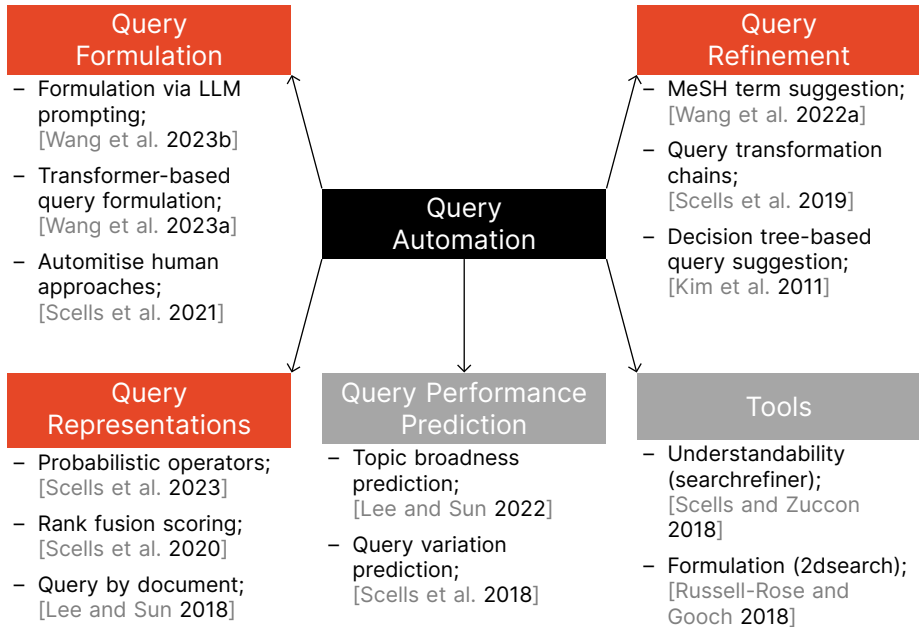 Query
Formulation
– Formulation via LLM
prompting;
[Wang et al. 2023b]
– Transformer-based
query formulation;
[Wang et al. 2023a]
– Automitise human
approaches;
[Scells et al. 2021]
Query
Refinement
– MeSH term suggestion;
[Wang et al. 2022a]
– Query transformation
chains;
[Scells et al. 2019]
– Decision tree-based
query suggestion;
[Kim et al. 2011]
Query
Automation
Query
Representations
– Probabilistic operators;
[Scells et al. 2023]
– Rank fusion scoring;
[Scells et al. 2020]
– Query by document;
[Lee and Sun 2018]
Query Performance
Prediction
– Topic broadness
prediction;
[Lee and Sun 2022]
– Query variation
prediction;
[Scells et al. 2018]
Tools
– Understandability
(searchrefiner);
[Scells and Zuccon
2018]
– Formulation (2dsearch);
[Russell-Rose and
Gooch 2018]